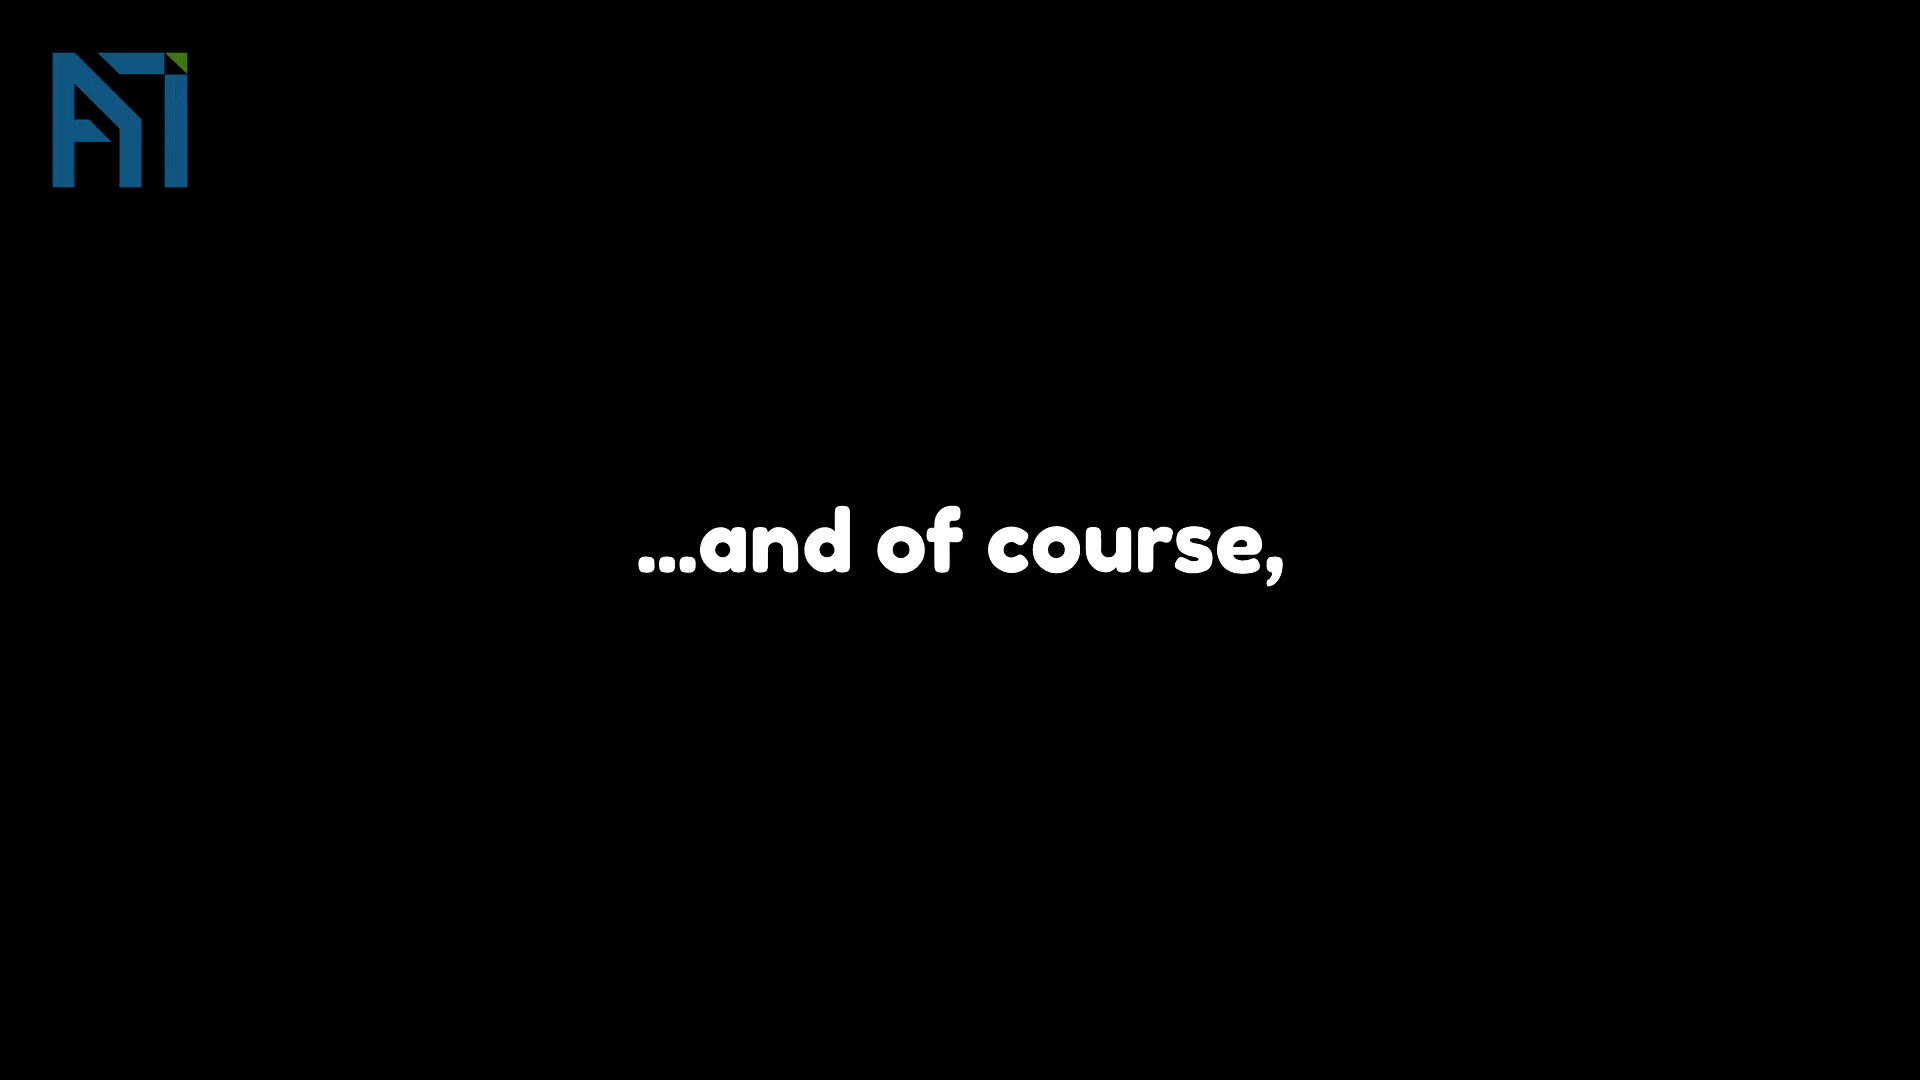 ...and of course,